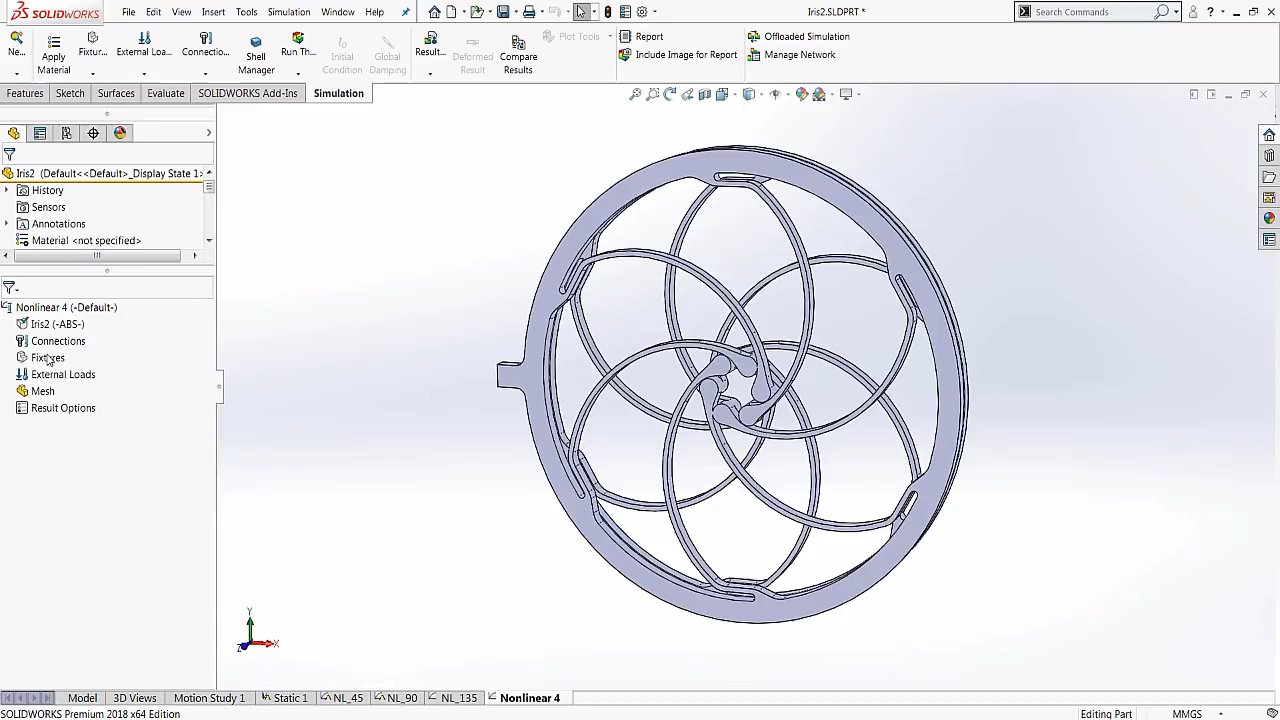 SOLIDWORKS File Edit View Insert Tools Simulation Window Help Iris2.SLDPRT * Search Commands ?
Ne... Apply Material Fixtur... External Loa... Connectio... Shell Manager Run Th... Initial Condition Global Damping Result... Deformed Result Compare Results Plot Tools Report Include Image for Report Offloaded Simulation Manage Network
Features Sketch Surfaces Evaluate SOLIDWORKS Add-Ins Simulation
Iris2 (Default<<Default>_Display State 1>
History
Sensors
Annotations
Material <not specified>
Nonlinear 4 (-Default-)
Iris2 (-ABS-)
Connections
Fixtures
External Loads
Mesh
Result Options
Y
X
Z
Model 3D Views Motion Study 1 Static 1 NL_45 NL_90 NL_135 Nonlinear 4
SOLIDWORKS Premium 2018 x64 Edition Editing Part MMGS